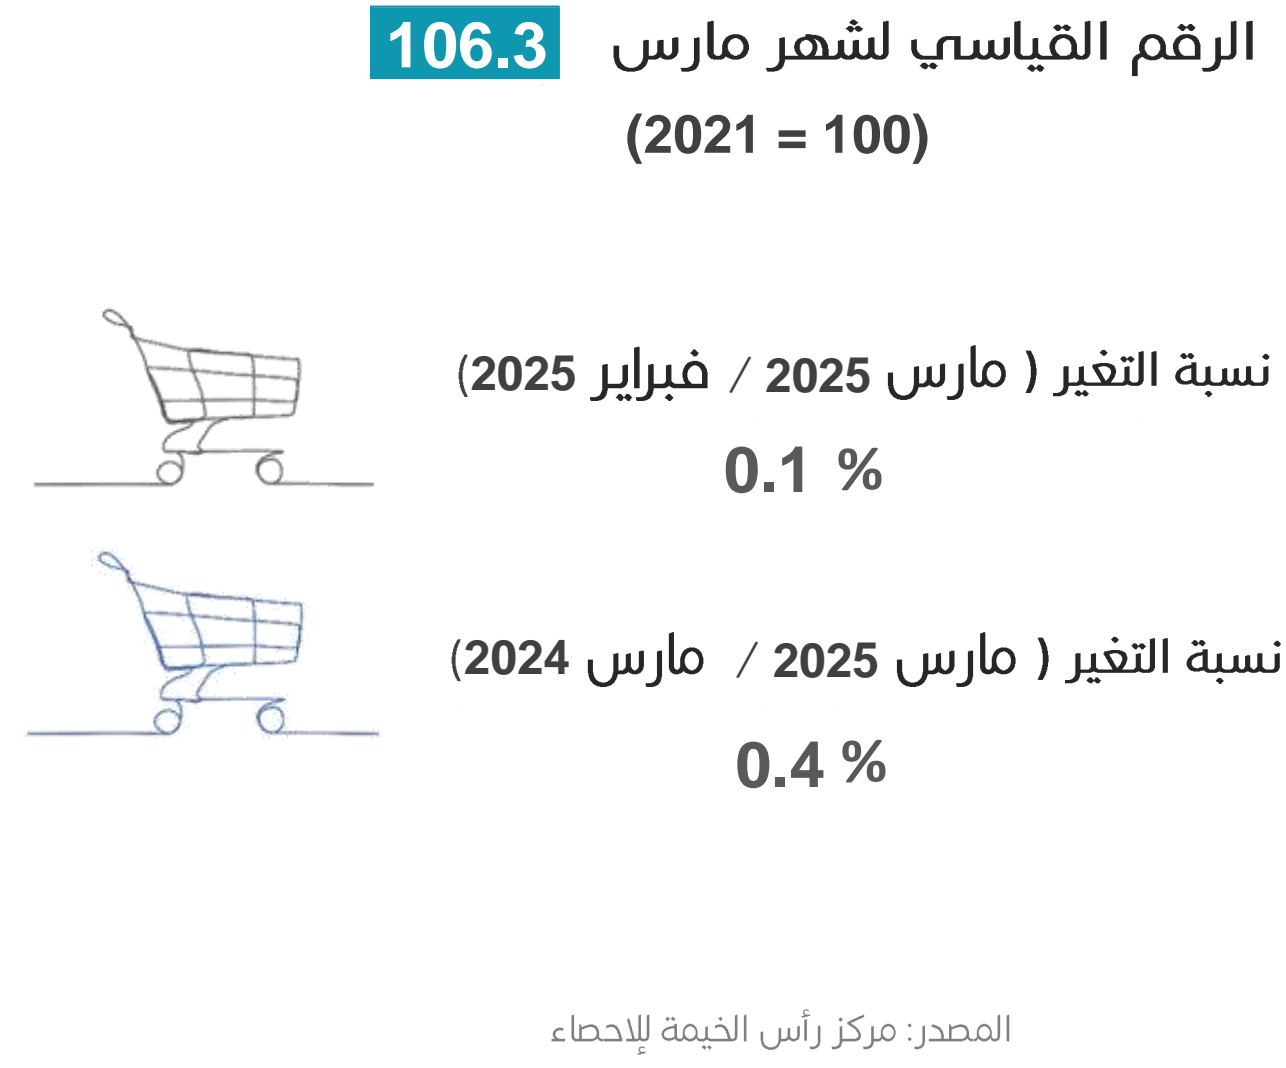 الرقم القياسي لشهر مارس 106.3
(2021 = 100)
نسبة التغير ( مارس 2025 / فبراير 2025)
0.1 %
نسبة التغير ( مارس 2025 / مارس 2024)
0.4 %
المصدر: مركز رأس الخيمة للاحصاء